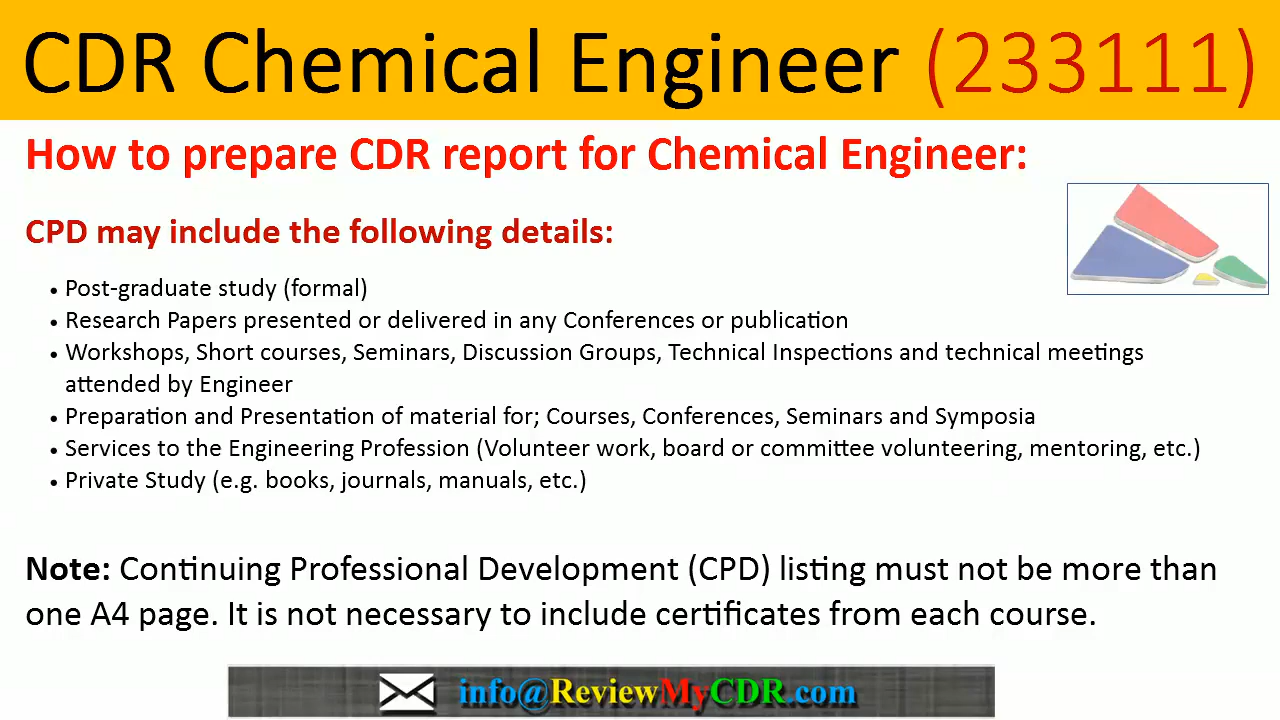 CDR Chemical Engineer (233111)
How to prepare CDR report for Chemical Engineer:
CPD may include the following details:
• Post-graduate study (formal)
• Research Papers presented or delivered in any Conferences or publication
• Workshops, Short courses, Seminars, Discussion Groups, Technical Inspections and technical meetings
attended by Engineer
• Preparation and Presentation of material for; Courses, Conferences, Seminars and Symposia
• Services to the Engineering Profession (Volunteer work, board or committee volunteering, mentoring, etc.)
• Private Study (e.g. books, journals, manuals, etc.)
Note: Continuing Professional Development (CPD) listing must not be more than
one A4 page. It is not necessary to include certificates from each course.
info@ReviewMyCDR.com